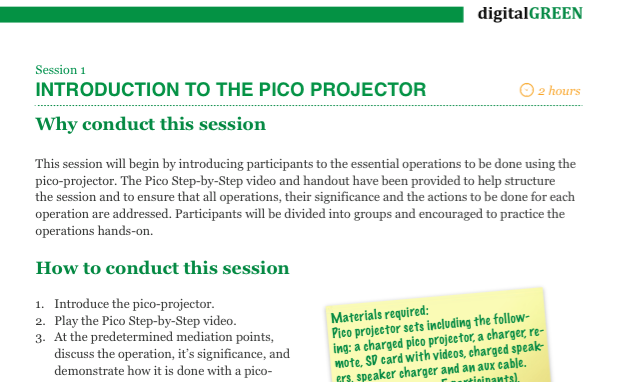 digitalGREEN
Session 1
INTRODUCTION TO THE PICO PROJECTOR
2 hours
Why conduct this session
This session will begin by introducing participants to the essential operations to be done using the
pico-projector. The Pico Step-by-Step video and handout have been provided to help structure
the session and to ensure that all operations, their significance and the actions to be done for each
operation are addressed. Participants will be divided into groups and encouraged to practice the
operations hands-on.
How to conduct this session
1. Introduce the pico-projector.
2. Play the Pico Step-by-Step video.
3. At the predetermined mediation points,
discuss the operation, it's significance, and
demonstrate how it is done with a pico-
Materials required:
Pico projector sets including the follow-
ing: a charged pico projector, a charger, re-
mote, SD card with videos, charged speak-
ers, speaker charger and an aux cable.
participants).